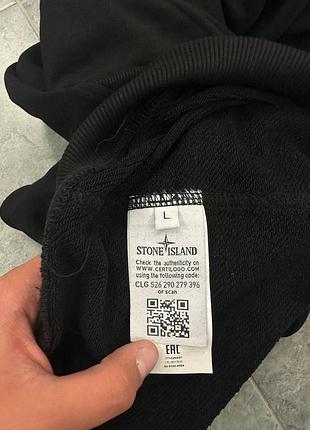 L
STONE ISLAND
Check the authenticity on
WWW.CERTILOGO.COM
using the following code:
CLG 526 290 279 396
or scan
EAC